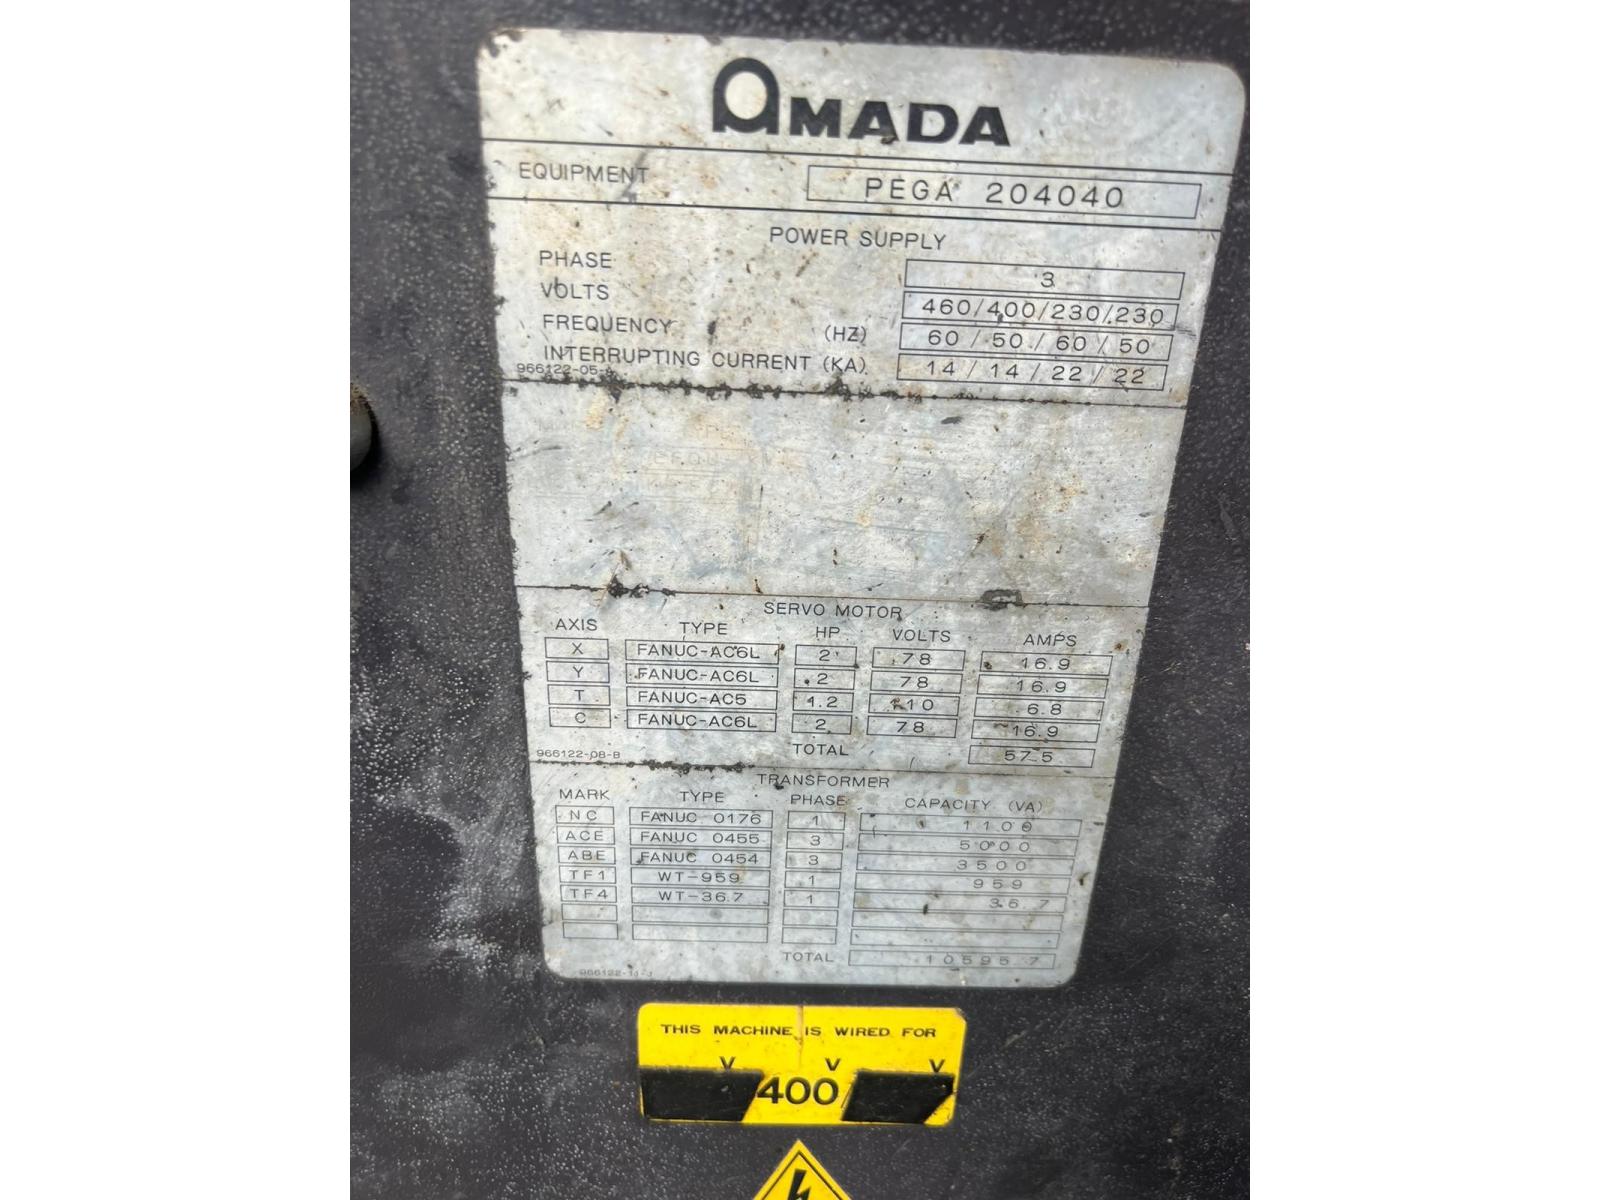 AMADA
EQUIPMENT PEGA 204040
POWER SUPPLY
PHASE 3
VOLTS 460/400/230/230
FREQUENCY (HZ) 60/50/60/50
INTERRUPTING CURRENT (KA) 14/14/22/22
966122-05-A
SERVO MOTOR
AXIS TYPE HP VOLTS AMPS
X FANUC-AC6L 2 78 16.9
Y FANUC-AC6L 2 78 16.9
T FANUC-AC5 1.2 110 6.8
C FANUC-AC6L 2 78 16.9
TOTAL 57.5
966122-08-B
TRANSFORMER
MARK TYPE PHASE CAPACITY (VA)
NC FANUC 0176 1 1100
ACE FANUC 0455 3 5000
ABE FANUC 0454 3 3500
TF1 WT-959 1 959
TF4 WT-36.7 1 36.7
TOTAL 10595.7
THIS MACHINE IS WIRED FOR
V V V
400/